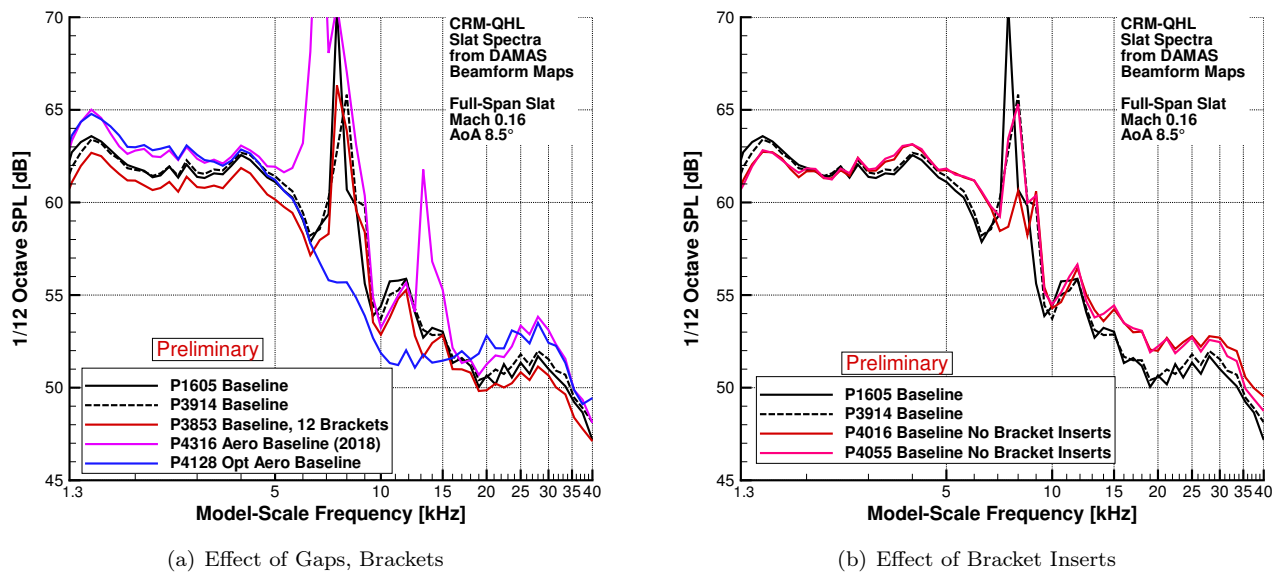 70
65
60
55
50
45
1/12 Octave SPL [dB]
CRM-QHL
Slat Spectra
from DAMAS
Beamform Maps
Full-Span Slat
Mach 0.16
AoA 8.5°
Preliminary
P1605 Baseline
P3914 Baseline
P3853 Baseline, 12 Brackets
P4316 Aero Baseline (2018)
P4128 Opt Aero Baseline
1.3 5 10 15 20 25 30 35 40
Model-Scale Frequency [kHz]
(a) Effect of Gaps, Brackets
70
65
60
55
50
45
1/12 Octave SPL [dB]
CRM-QHL
Slat Spectra
from DAMAS
Beamform Maps
Full-Span Slat
Mach 0.16
AoA 8.5°
Preliminary
P1605 Baseline
P3914 Baseline
P4016 Baseline No Bracket Inserts
P4055 Baseline No Bracket Inserts
1.3 5 10 15 20 25 30 35 40
Model-Scale Frequency [kHz]
(b) Effect of Bracket Inserts